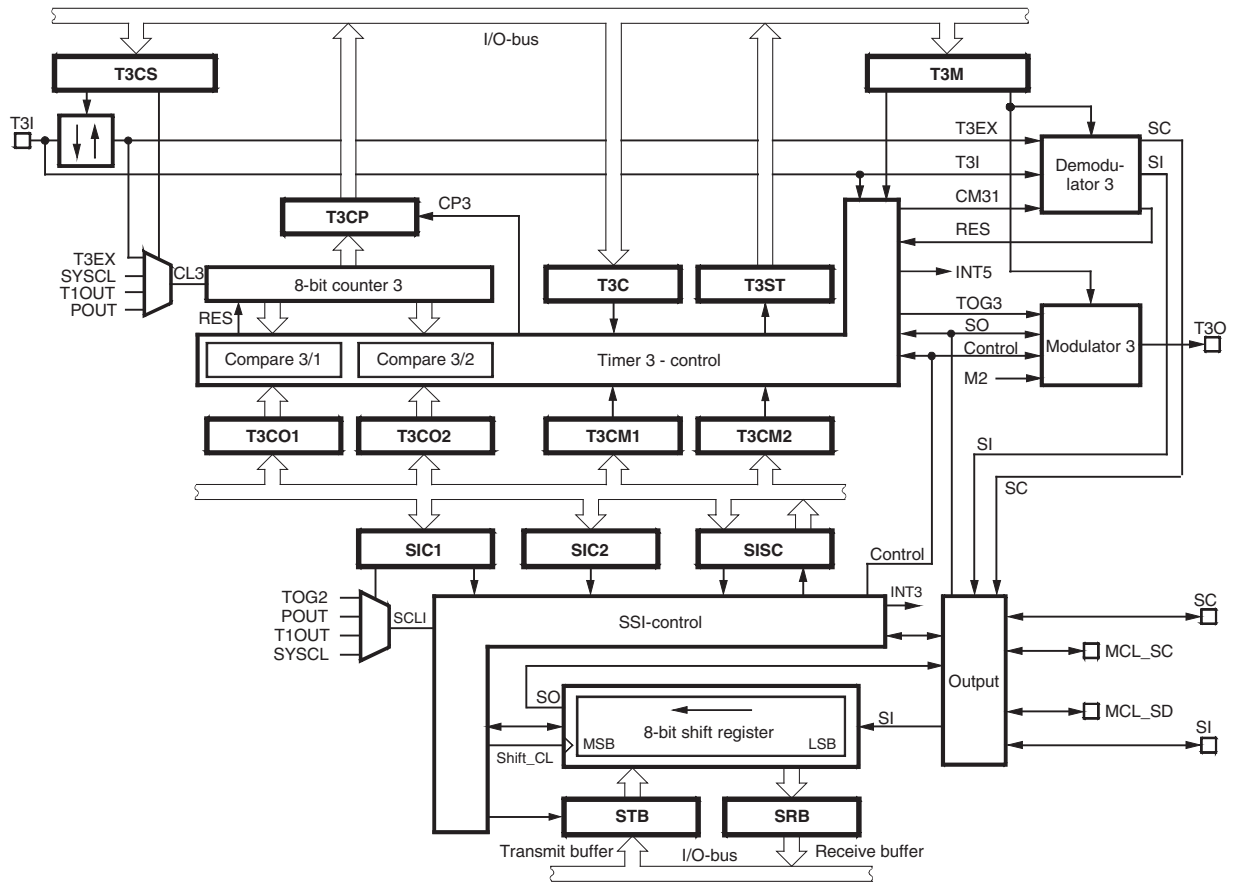 I/O-bus
T3CS
T3M
T3I
T3EX
SC
T3I
SI
Demodu-
lator 3
CM31
T3CP
CP3
RES
T3EX
SYSCL
T1OUT
POUT
CL3
8-bit counter 3
T3C
T3ST
INT5
RES
TOG3
SO
Control
M2
Modulator 3
T3O
Compare 3/1
Compare 3/2
Timer 3 - control
T3CO1
T3CO2
T3CM1
T3CM2
SI
SC
SIC1
SIC2
SISC
Control
TOG2
POUT
T1OUT
SYSCL
SCLI
SSI-control
INT3
SC
MCL_SC
Output
MCL_SD
SI
SO
SI
8-bit shift register
MSB
LSB
Shift_CL
STB
SRB
Transmit buffer
I/O-bus
Receive buffer